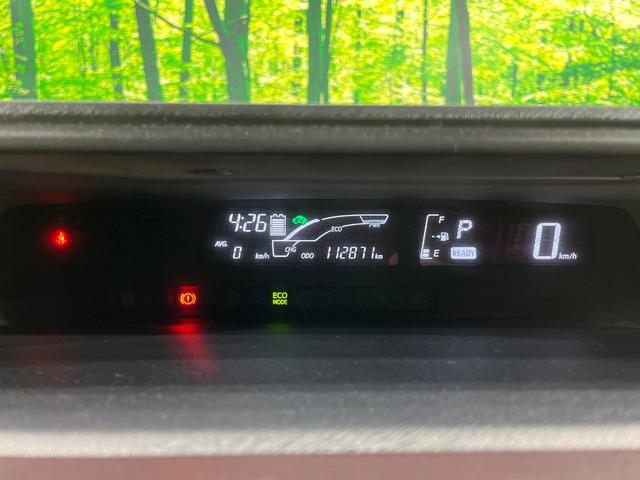 4:26
ECO PWR
AVG. 0 km/h
CHG ODO 112871 km
F
E
P
READY
0 km/h
ECO
MODE